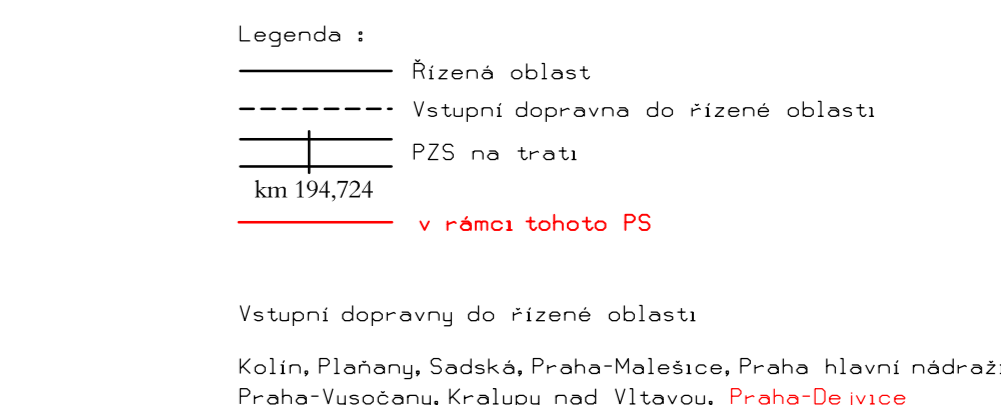 Legenda :
Řízená oblast
Vstupní dopravna do řízené oblasti
PZS na trati
km 194,724
v rámci tohoto PS
Vstupní dopravny do řízené oblasti
Kolín, Plaňany, Sadská, Praha-Malešice, Praha hlavní nádraží
Praha-Vysočany, Kralupy nad Vltavou, Praha-Dejvice